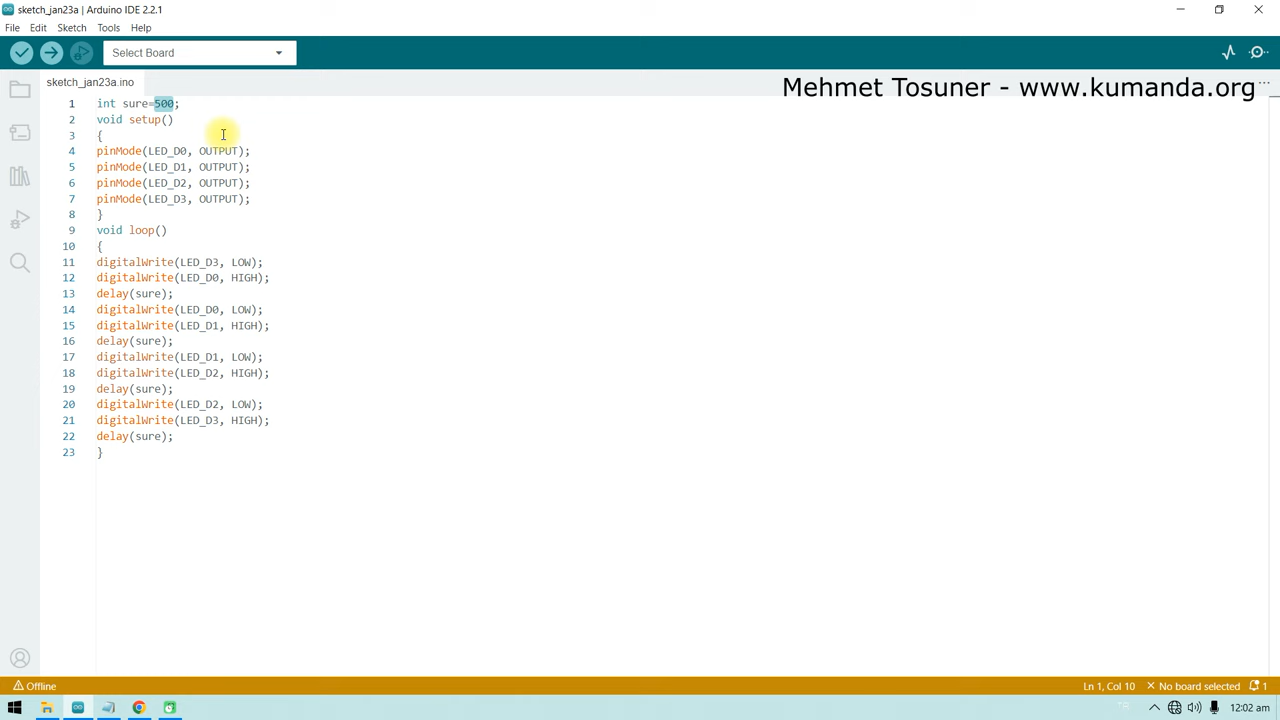 sketch_jan23a | Arduino IDE 2.2.1
File Edit Sketch Tools Help
Select Board
sketch_jan23a.ino
Mehmet Tosuner - www.kumanda.org
1 int sure=500;
2 void setup()
3 {
4 pinMode(LED_D0, OUTPUT);
5 pinMode(LED_D1, OUTPUT);
6 pinMode(LED_D2, OUTPUT);
7 pinMode(LED_D3, OUTPUT);
8 }
9 void loop()
10 {
11 digitalWrite(LED_D3, LOW);
12 digitalWrite(LED_D0, HIGH);
13 delay(sure);
14 digitalWrite(LED_D0, LOW);
15 digitalWrite(LED_D1, HIGH);
16 delay(sure);
17 digitalWrite(LED_D1, LOW);
18 digitalWrite(LED_D2, HIGH);
19 delay(sure);
20 digitalWrite(LED_D2, LOW);
21 digitalWrite(LED_D3, HIGH);
22 delay(sure);
23 }
Offline
Ln 1, Col 10 No board selected 1
12:02 am